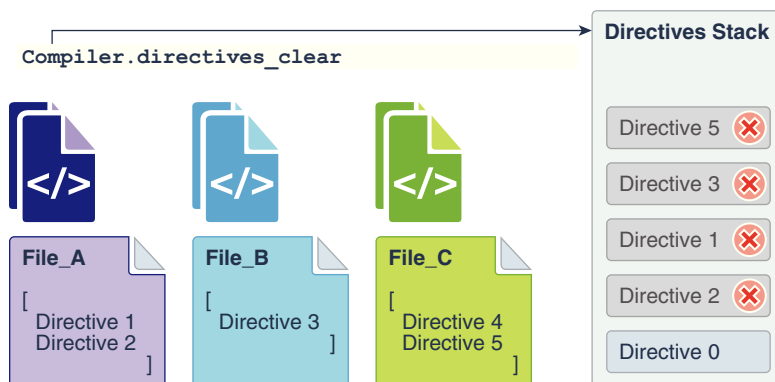 Directives Stack
Compiler.directives_clear
</>
</>
</>
File_A
[
Directive 1
Directive 2
]
File_B
[
Directive 3
]
File_C
[
Directive 4
Directive 5
]
Directive 5
Directive 3
Directive 1
Directive 2
Directive 0